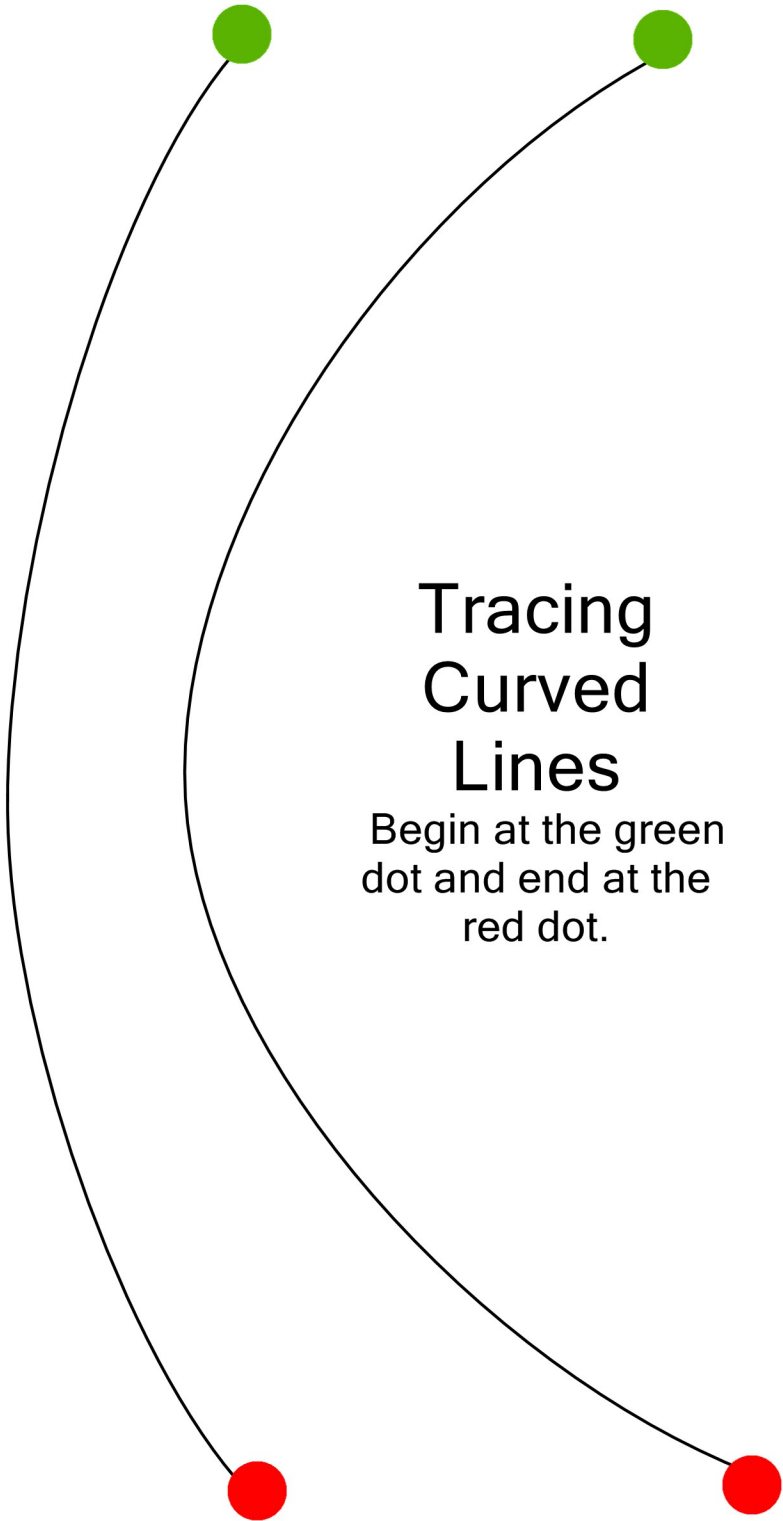 Tracing
Curved
Lines
Begin at the green
dot and end at the
red dot.